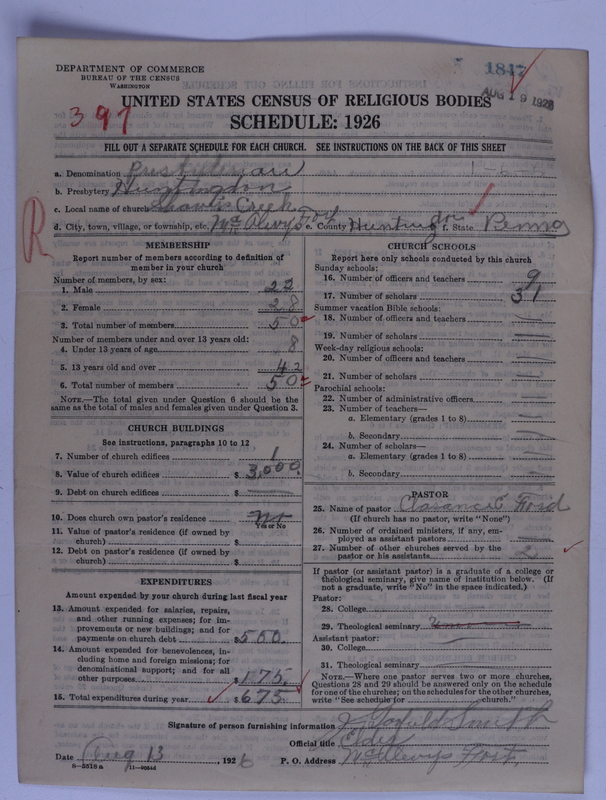 1847
AUG 19 1926
397
DEPARTMENT OF COMMERCE
BUREAU OF THE CENSUS
WASHINGTON
UNITED STATES CENSUS OF RELIGIOUS BODIES
SCHEDULE: 1926
FILL OUT A SEPARATE SCHEDULE FOR EACH CHURCH. SEE INSTRUCTIONS ON THE BACK OF THIS SHEET
a. Denomination Presbyterian
b. Presbytery Huntingdon
c. Local name of church Shavers Creek
d. City, town, village, or township, etc. McAlevys Fort e. County Huntingdon f. State Penna
R
MEMBERSHIP
Report number of members according to definition of
member in your church
Number of members, by sex:
1. Male 22
2. Female 28
3. Total number of members 50
Number of members under and over 13 years old:
4. Under 13 years of age 8
5. 13 years old and over 42
6. Total number of members 50
NOTE.—The total given under Question 6 should be the
same as the total of males and females given under Question 3.
CHURCH BUILDINGS
See instructions, paragraphs 10 to 12
7. Number of church edifices 1
8. Value of church edifices $ 3,000.
9. Debt on church edifices $
10. Does church own pastor's residence No
Yes or No
11. Value of pastor's residence (if owned by
church) $
12. Debt on pastor's residence (if owned by
church) $
EXPENDITURES
Amount expended by your church during last fiscal year
13. Amount expended for salaries, repairs,
and other running expenses; for im-
provements or new buildings; and for
payments on church debt $ 500.
14. Amount expended for benevolences, in-
cluding home and foreign missions; for
denominational support; and for all
other purposes $ 175.
15. Total expenditures during year $ 675
CHURCH SCHOOLS
Report here only schools conducted by this church
Sunday schools:
16. Number of officers and teachers 9
17. Number of scholars 31
Summer vacation Bible schools:
18. Number of officers and teachers
19. Number of scholars
Week-day religious schools:
20. Number of officers and teachers
21. Number of scholars
Parochial schools:
22. Number of administrative officers
23. Number of teachers—
a. Elementary (grades 1 to 8)
b. Secondary
24. Number of scholars—
a. Elementary (grades 1 to 8)
b. Secondary
PASTOR
25. Name of pastor Clarance
(If church has no pastor, write "None")
26. Number of ordained ministers, if any, em-
ployed as assistant pastors
27. Number of other churches served by the
pastor or his assistants 2
If pastor (or assistant pastor) is a graduate of a college or
theological seminary, give name of institution below. (If
not a graduate, write "No" in the space indicated.)
Pastor:
28. College
29. Theological seminary
Assistant pastor:
30. College
31. Theological seminary
NOTE.—Where one pastor serves two or more churches,
Questions 28 and 29 should be answered only on the schedule
for one of the churches; on the schedules for the other churches,
write "See schedule for church."
Signature of person furnishing information Smith
Official title Elder
Date Aug 13, 1926 P. O. Address McAlevys Fort,
8-2518 a